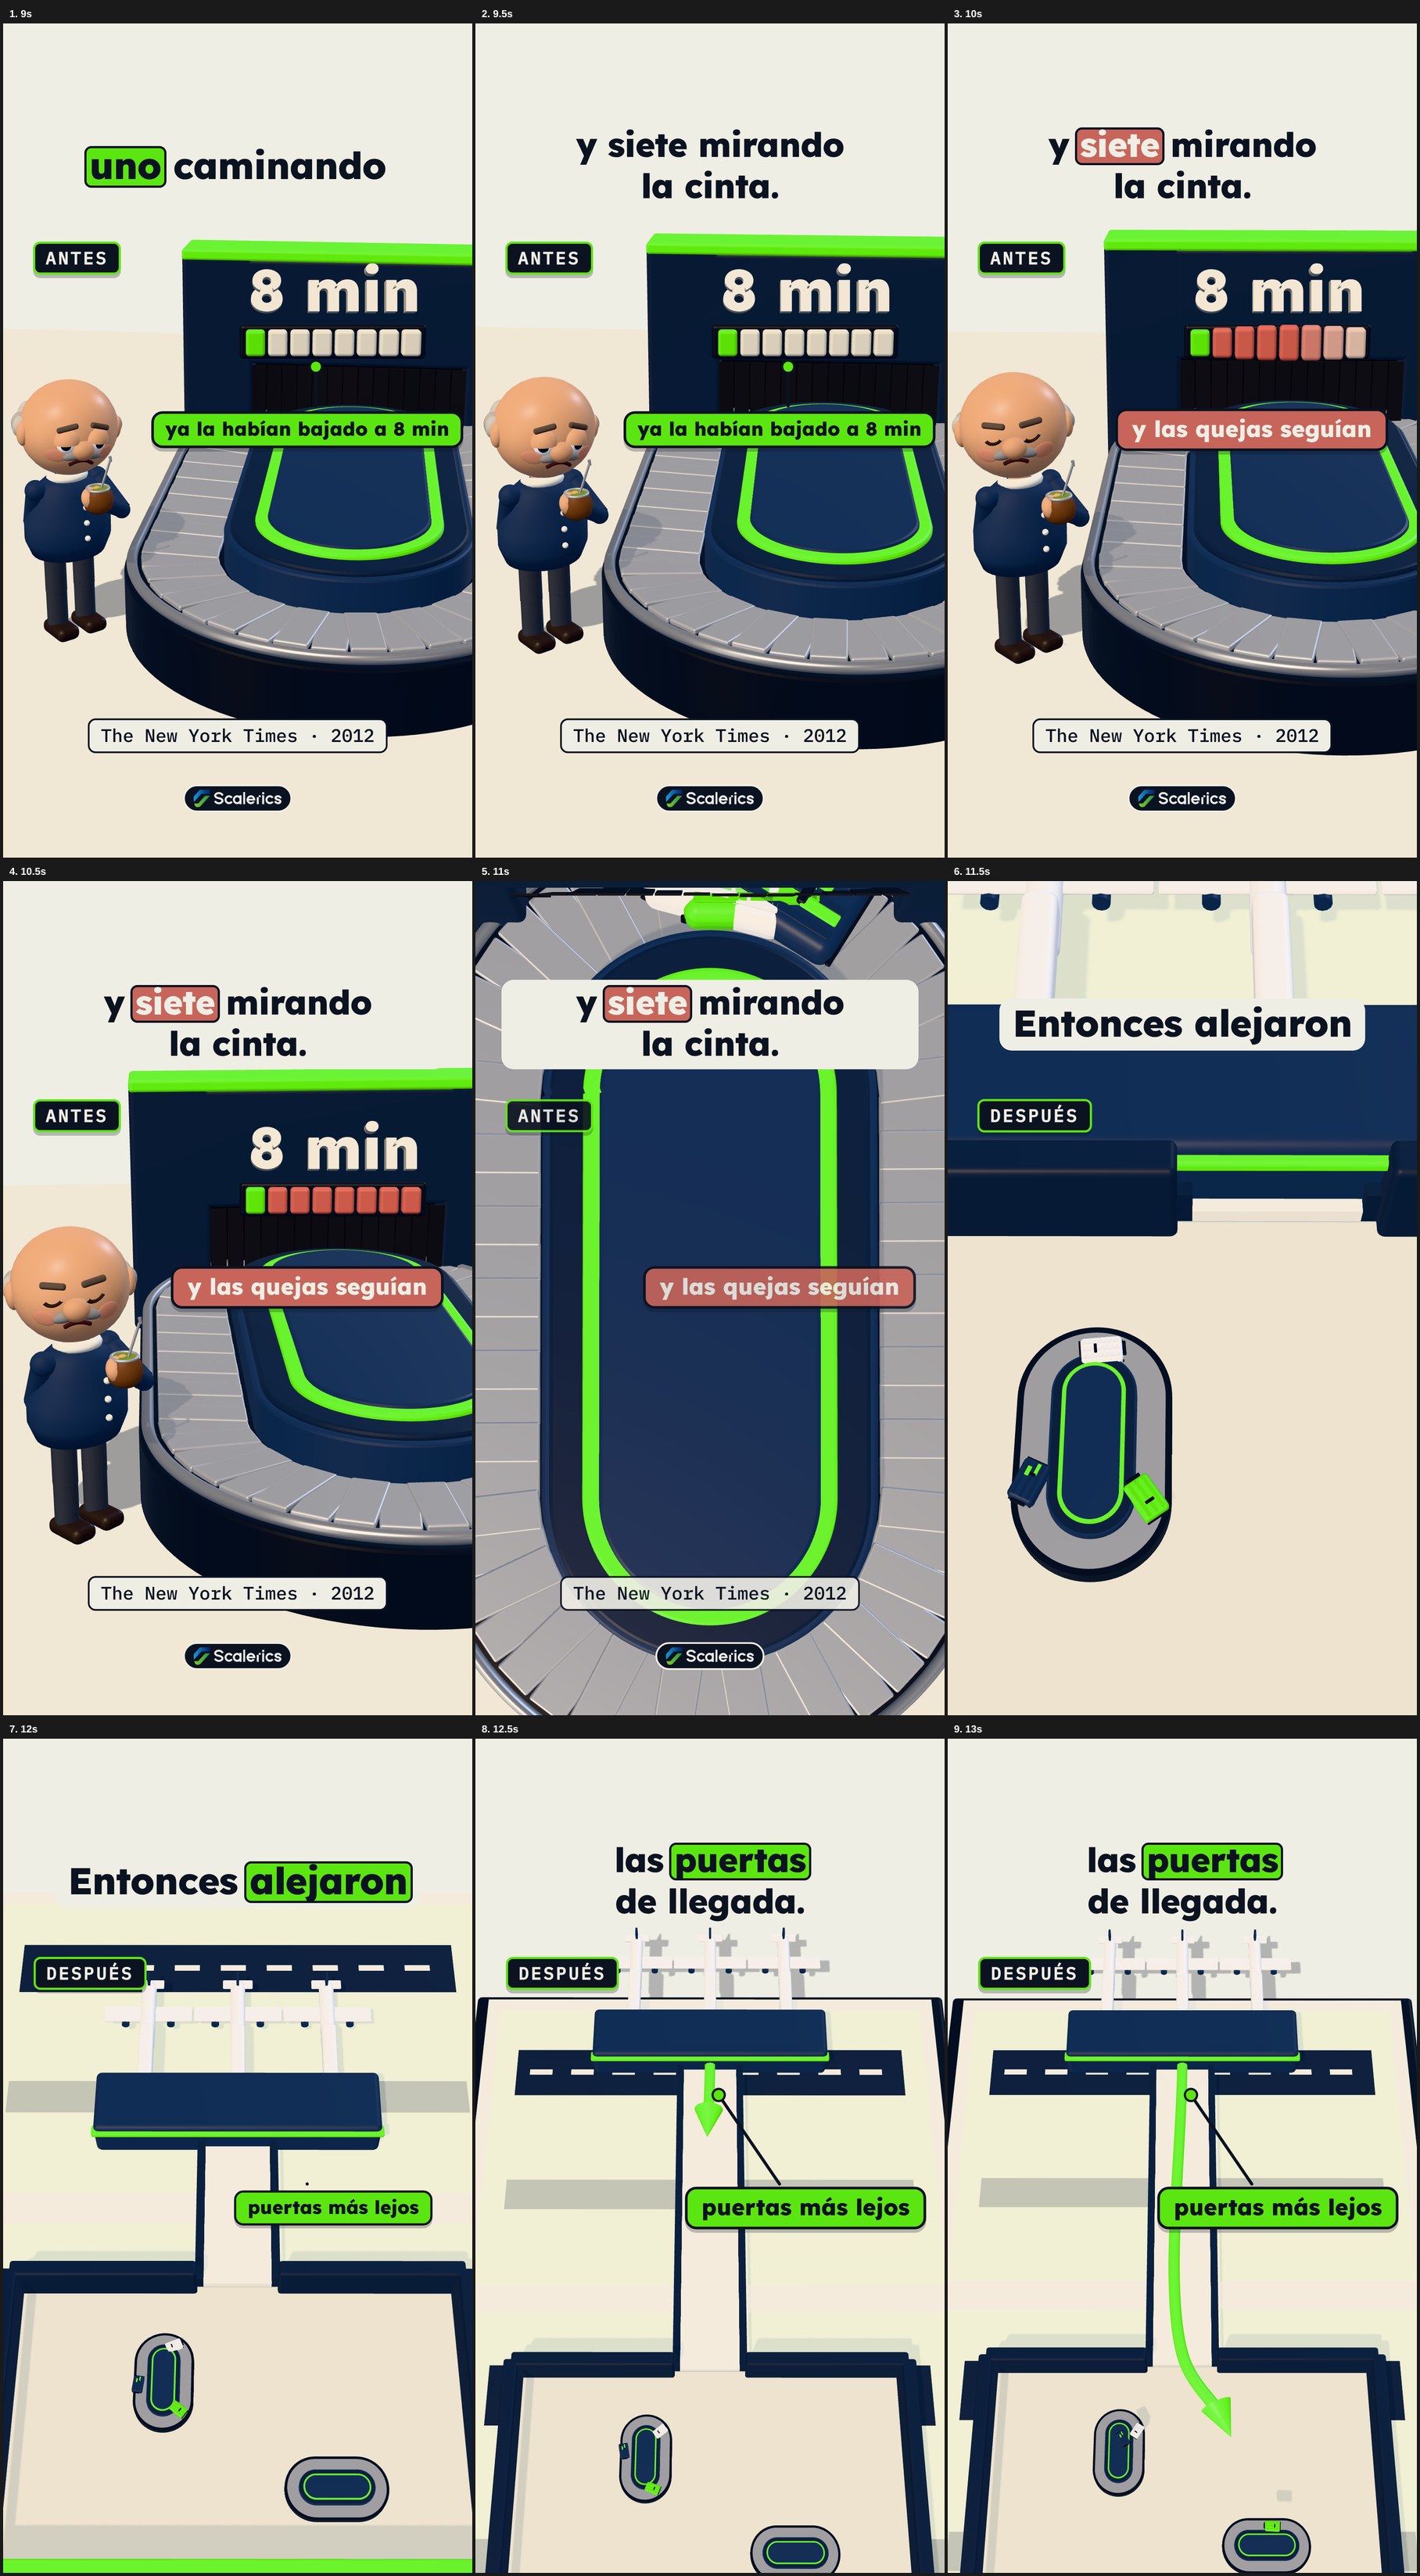 1. 9s
uno caminando
ANTES
8 min
ya la habían bajado a 8 min
The New York Times · 2012
Scalerics
2. 9.5s
y siete mirando
la cinta.
ANTES
8 min
ya la habían bajado a 8 min
The New York Times · 2012
Scalerics
3. 10s
y siete mirando
la cinta.
ANTES
8 min
y las quejas seguían
The New York Times · 2012
Scalerics
4. 10.5s
y siete mirando
la cinta.
ANTES
8 min
y las quejas seguían
The New York Times · 2012
Scalerics
5. 11s
y siete mirando
la cinta.
ANTES
y las quejas seguían
The New York Times · 2012
Scalerics
6. 11.5s
Entonces alejaron
DESPUÉS
7. 12s
Entonces alejaron
DESPUÉS
puertas más lejos
8. 12.5s
las puertas
de llegada.
DESPUÉS
puertas más lejos
9. 13s
las puertas
de llegada.
DESPUÉS
puertas más lejos